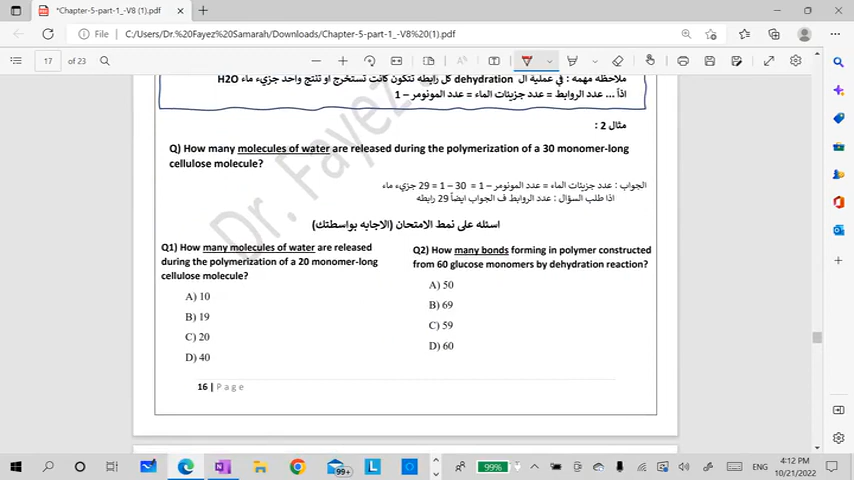 *Chapter-5-part-1_-V8 (1).pdf
File
C:/Users/Dr.%20Fayez%20Samarah/Downloads/Chapter-5-part-1_-V8%20(1).pdf
17 of 23
ملاحظه مهمه : في عملية ال dehydration كل رابطه تتكون كانت تستخرج او تنتج واحد جزيء ماء H2O
اذاً ... عدد الروابط = عدد جزيئات الماء = عدد المونومر – 1
مثال 2 :
Q) How many molecules of water are released during the polymerization of a 30 monomer-long
cellulose molecule?
الجواب : عدد جزيئات الماء = عدد المونومر – 1 = 30 – 1 = 29 جزيء ماء
اذا طلب السؤال : عدد الروابط ف الجواب ايضاً 29 رابطه
اسئله على نمط الامتحان (الاجابه بواسطتك)
Q1) How many molecules of water are released
during the polymerization of a 20 monomer-long
cellulose molecule?
A) 10
B) 19
C) 20
D) 40
Q2) How many bonds forming in polymer constructed
from 60 glucose monomers by dehydration reaction?
A) 50
B) 69
C) 59
D) 60
16 | Page
Dr. Fayez
99+
99%
ENG
4:12 PM
10/21/2022